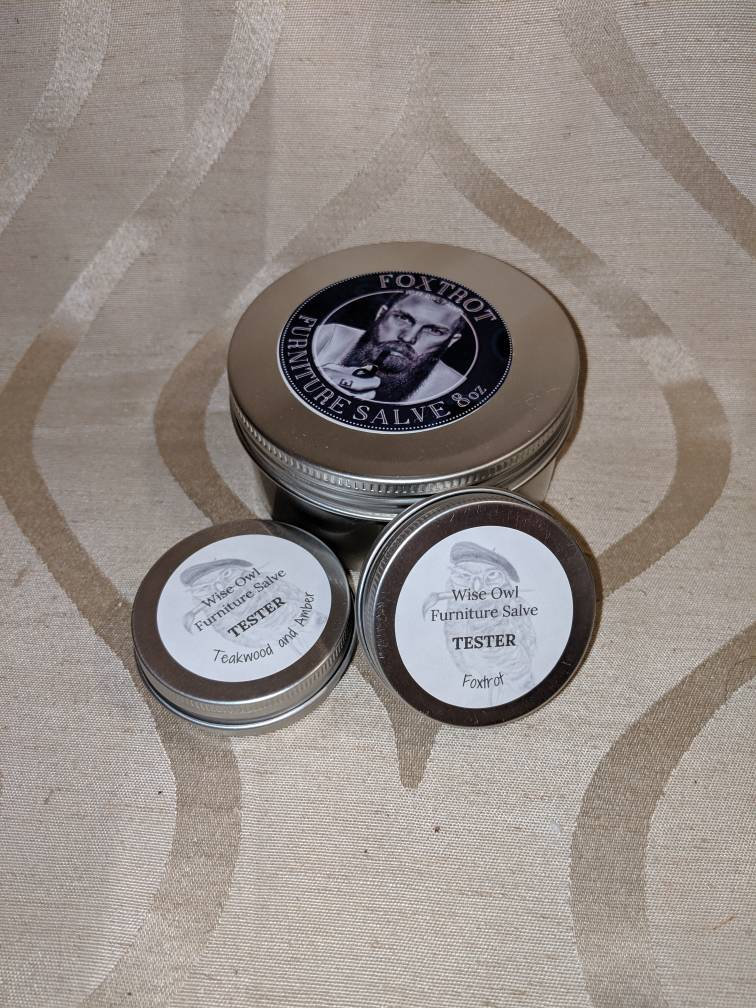 FOXTROT
FURNITURE SALVE 8oz
Wise Owl
Furniture Salve
TESTER
Teakwood and Amber
Wise Owl
Furniture Salve
TESTER
Foxtrot